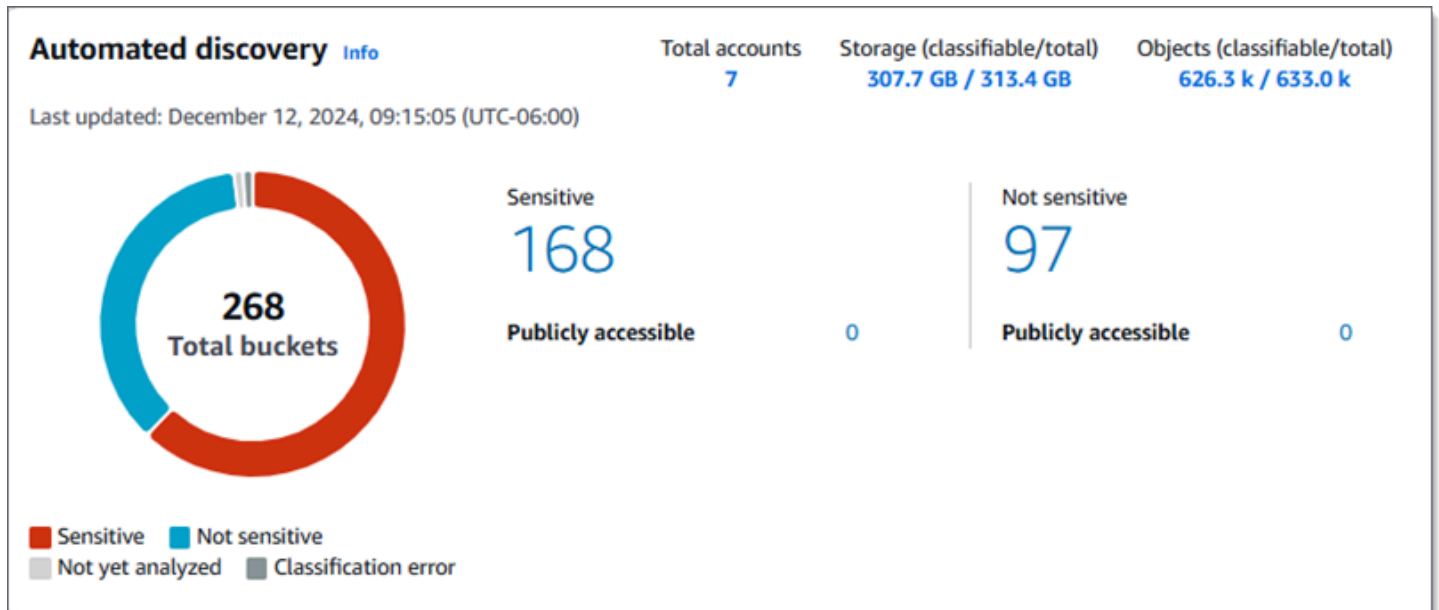 Automated discovery Info
Total accounts
7
Storage (classifiable/total)
307.7 GB / 313.4 GB
Objects (classifiable/total)
626.3 k / 633.0 k
Last updated: December 12, 2024, 09:15:05 (UTC-06:00)
268
Total buckets
Sensitive
168
Publicly accessible 0
Not sensitive
97
Publicly accessible 0
Sensitive Not sensitive
Not yet analyzed Classification error